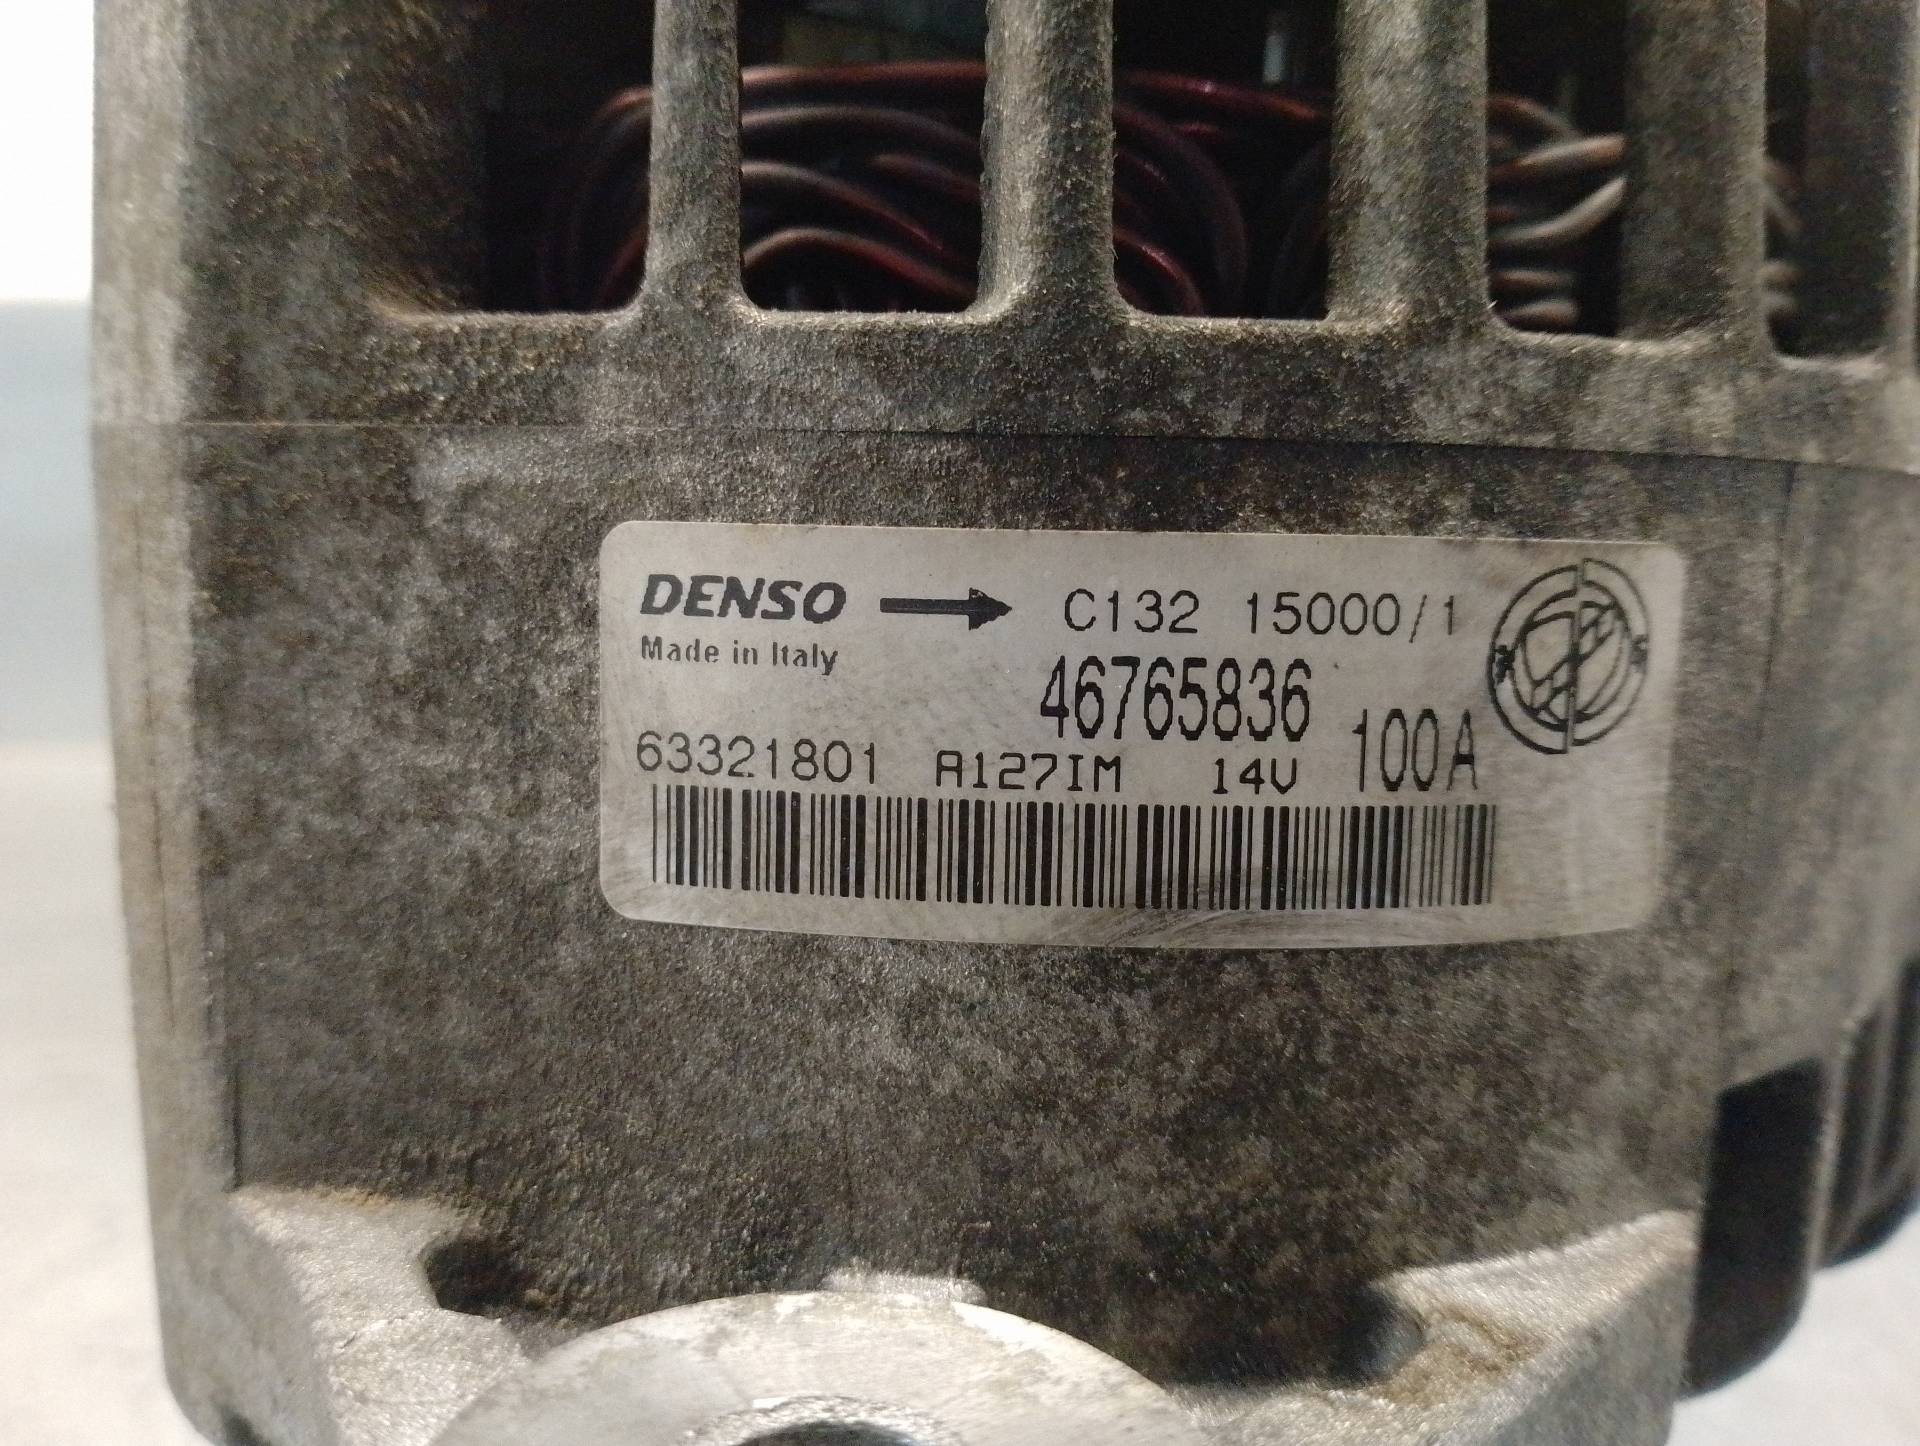 DENSO → C132 15000/1
Made in Italy
46765836
63321801 A127IM 14V 100A